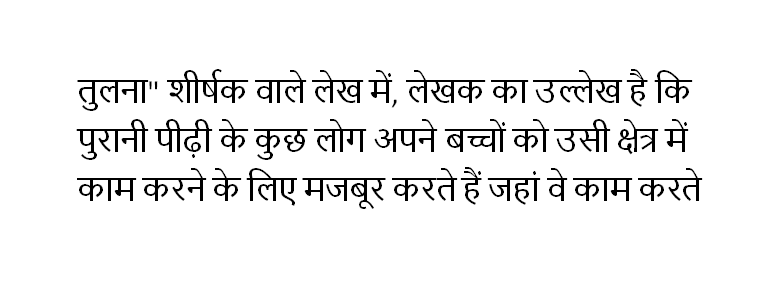 तुलना" शीर्षक वाले लेख में, लेखक का उल्लेख है कि
पुरानी पीढ़ी के कुछ लोग अपने बच्चों को उसी क्षेत्र में
काम करने के लिए मजबूर करते हैं जहां वे काम करते